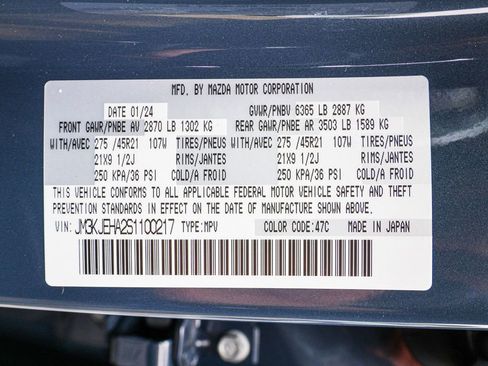 MFD. BY MAZDA MOTOR CORPORATION
DATE 01/24 GVWR/PNBV 6365 LB 2887 KG
FRONT GAWR/PNBE AV 2870 LB 1302 KG REAR GAWR/PNBE AR 3503 LB 1589 KG
WITH/AVEC 275 /45R21 107W TIRES/PNEUS WITH/AVEC 275 /45R21 107W TIRES/PNEUS
21X9 1/2J RIMS/JANTES 21X9 1/2J RIMS/JANTES
250 KPA/36 PSI COLD/A FROID 250 KPA/36 PSI COLD/A FROID
THIS VEHICLE CONFORMS TO ALL APPLICABLE FEDERAL MOTOR VEHICLE SAFETY AND THEFT
PREVENTION STANDARDS IN EFFECT ON THE DATE OF MANUFACTURE SHOWN ABOVE.
VIN: JM3KJEHA2S1100217 TYPE:MPV COLOR CODE:47C MADE IN JAPAN